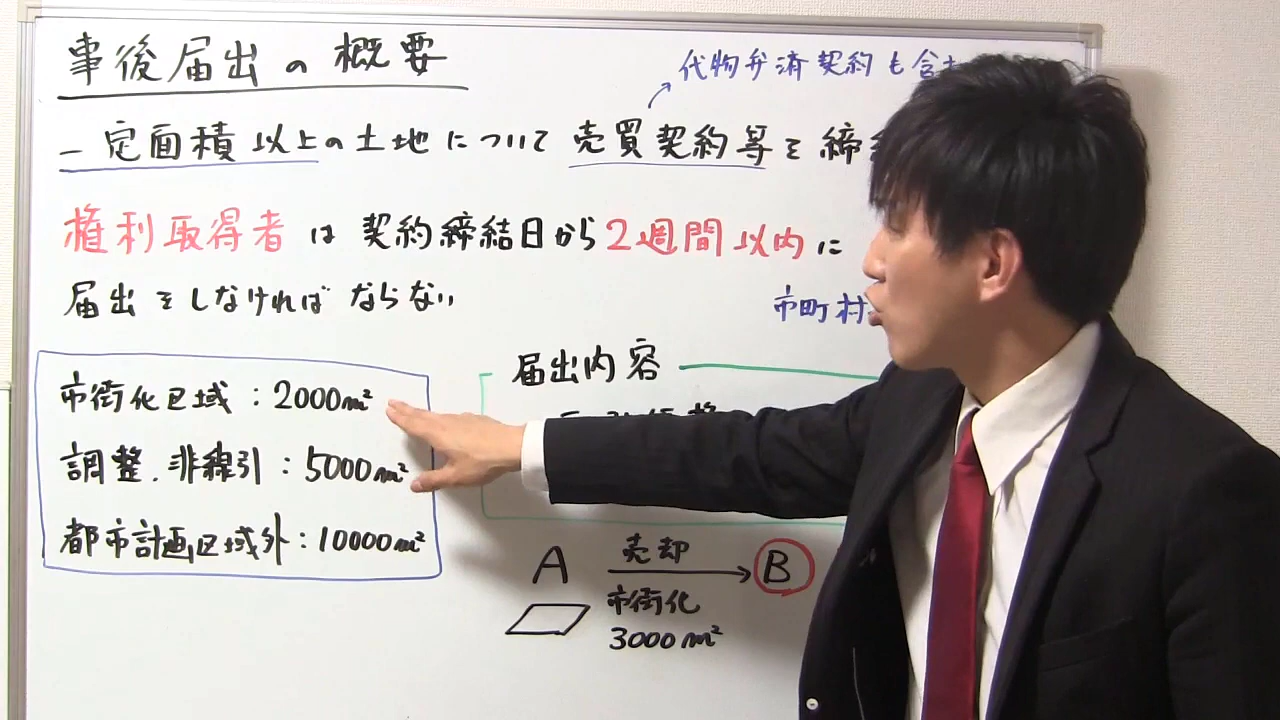 事後届出の概要
代物弁済契約も含む
一定面積以上の土地について売買契約等を締
権利取得者は契約締結日から2週間以内に
届出をしなければならない
市町村
市街化区域：2000m²
調整．非線引：5000m²
都市計画区域外：10000m²
届出内容
A 売却 B
市街化
3000m²